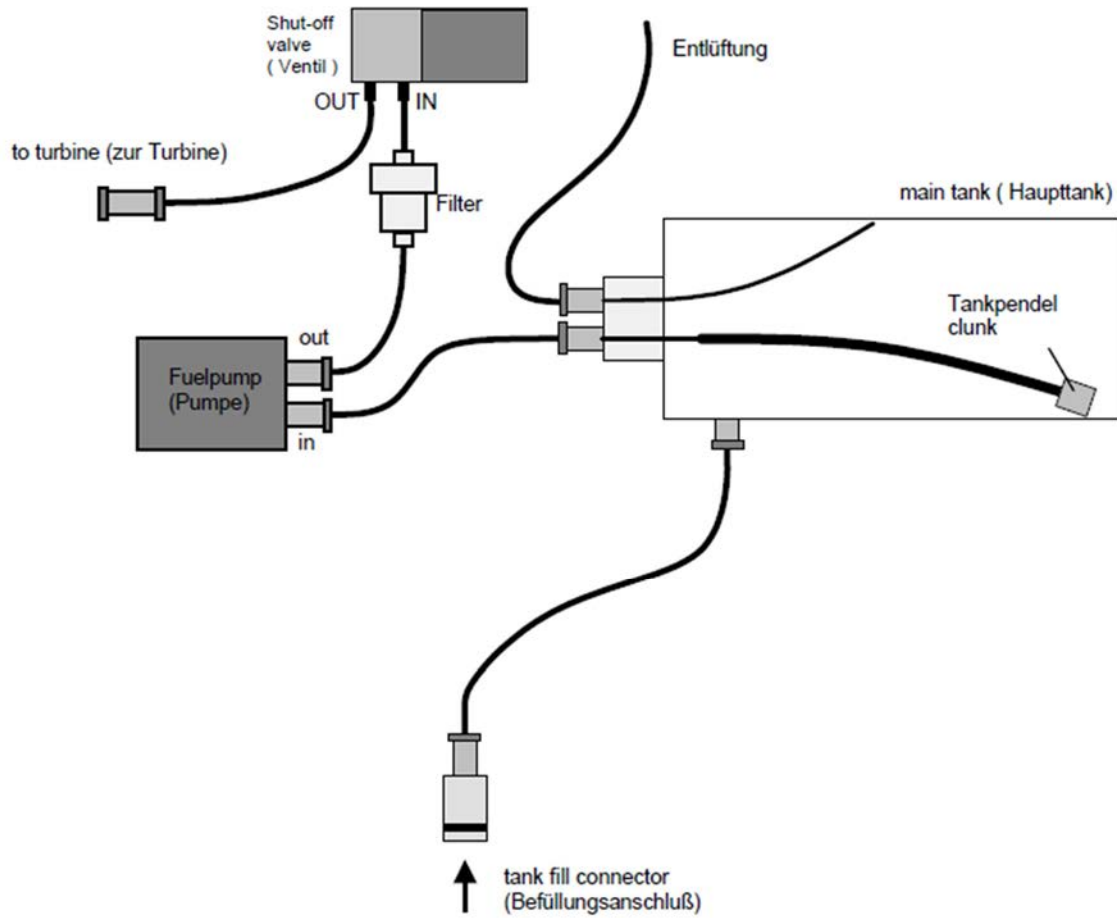 Shut-off
valve
( Ventil )
OUT
IN
Entlüftung
to turbine (zur Turbine)
Filter
main tank ( Haupttank)
Tankpendel
clunk
out
Fuelpump
(Pumpe)
in
tank fill connector
(Befüllungsanschluß)